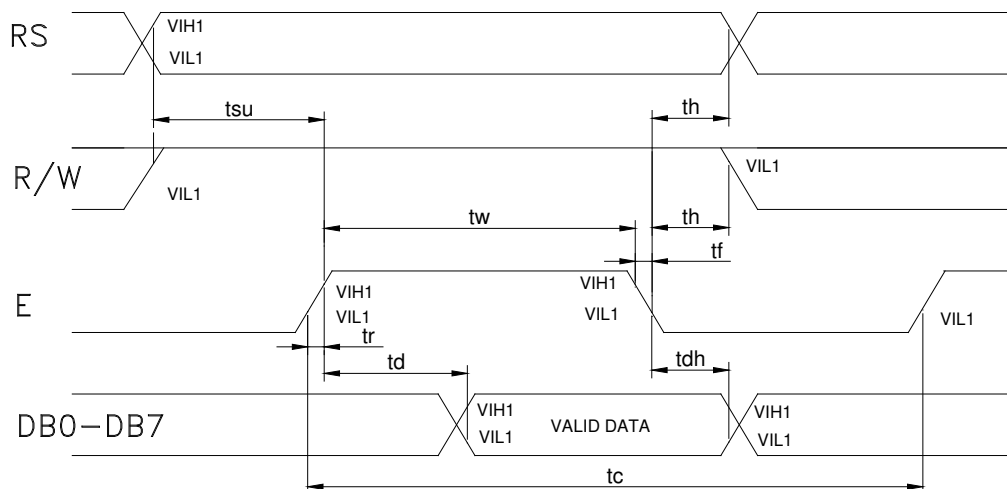 RS
VIH1
VIL1
tsu
th
R/W
VIL1
VIL1
tw
th
tf
E
VIH1
VIL1
VIH1
VIL1
VIL1
tr
td
tdh
DB0-DB7
VIH1
VIL1
VALID DATA
VIH1
VIL1
tc